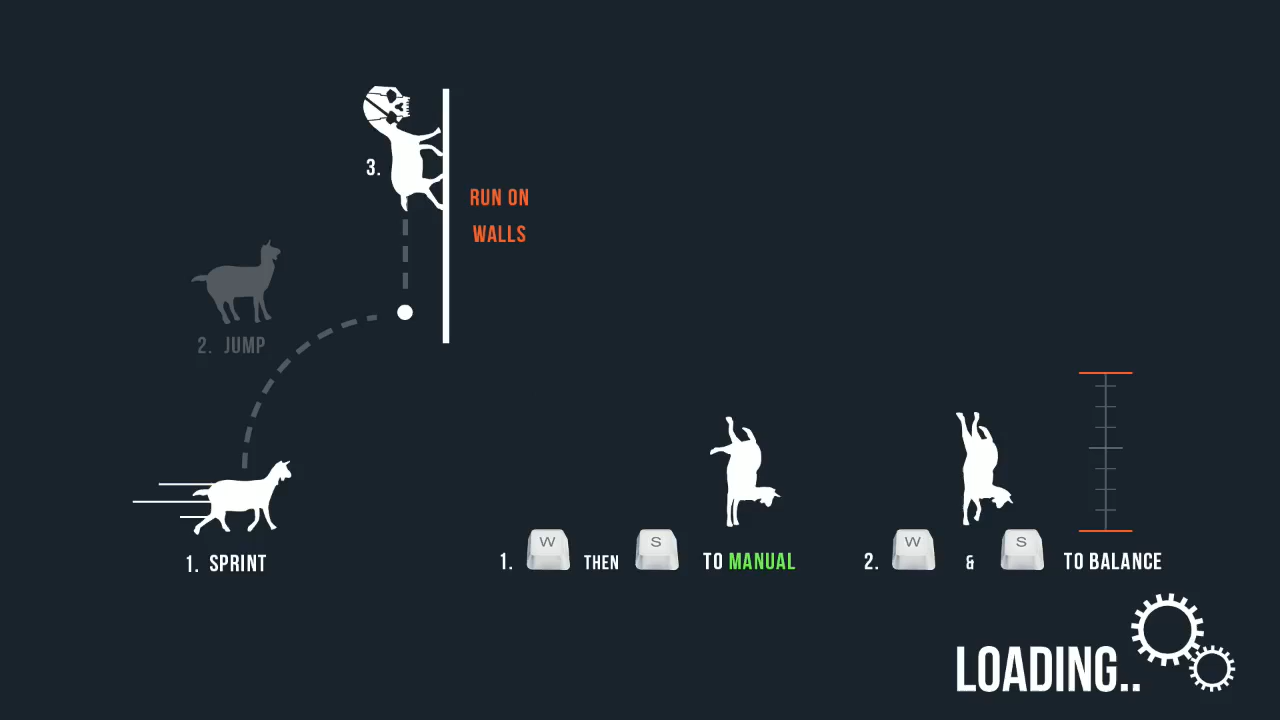 3.
RUN ON
WALLS
2. JUMP
1. SPRINT
1. W THEN S TO MANUAL
2. W & S TO BALANCE
LOADING..